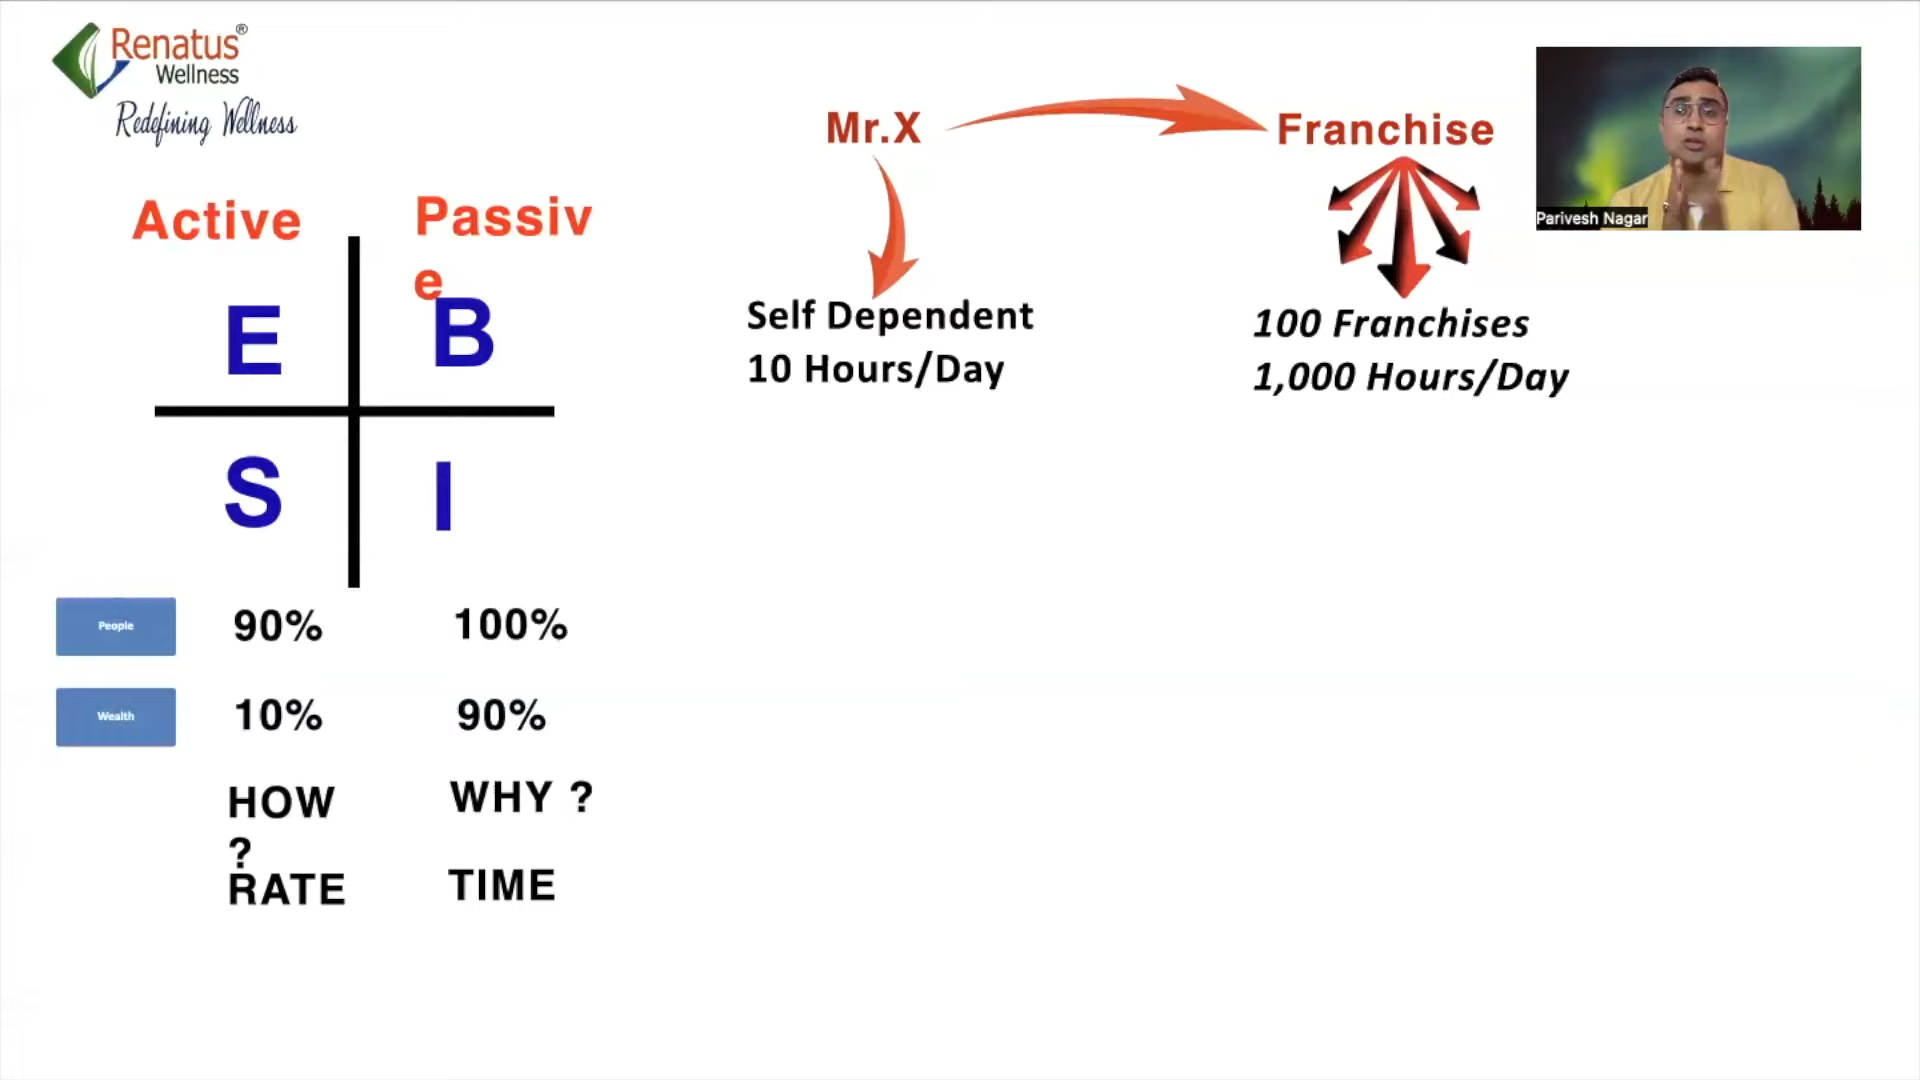 Renatus®
Wellness
Redefining Wellness
Mr.X
Franchise
Parivesh Nagar
Active
Passiv
e
E
B
Self Dependent
10 Hours/Day
100 Franchises
1,000 Hours/Day
S
I
People
90%
100%
Wealth
10%
90%
HOW
?
WHY ?
RATE
TIME